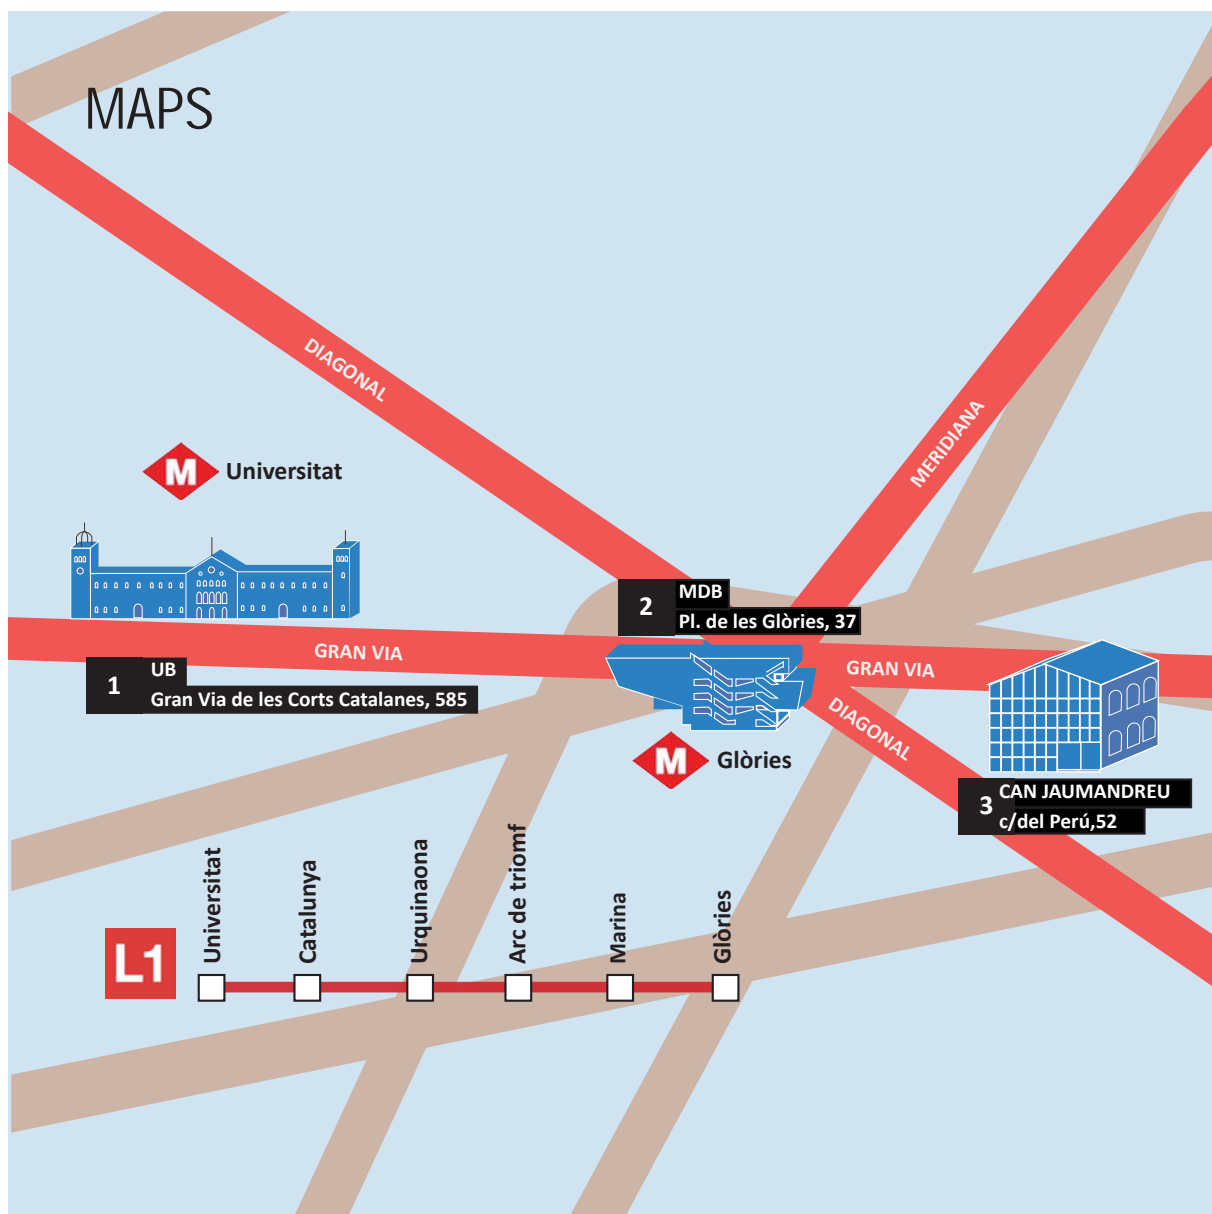 MAPS
DIAGONAL
MERIDIANA
M Universitat
2 MDB
Pl. de les Glòries, 37
GRAN VIA
GRAN VIA
1 UB
Gran Via de les Corts Catalanes, 585
DIAGONAL
M Glòries
3 CAN JAUMANDREU
c/del Perú,52
L1
Universitat
Catalunya
Urquinaona
Arc de triomf
Marina
Glòries